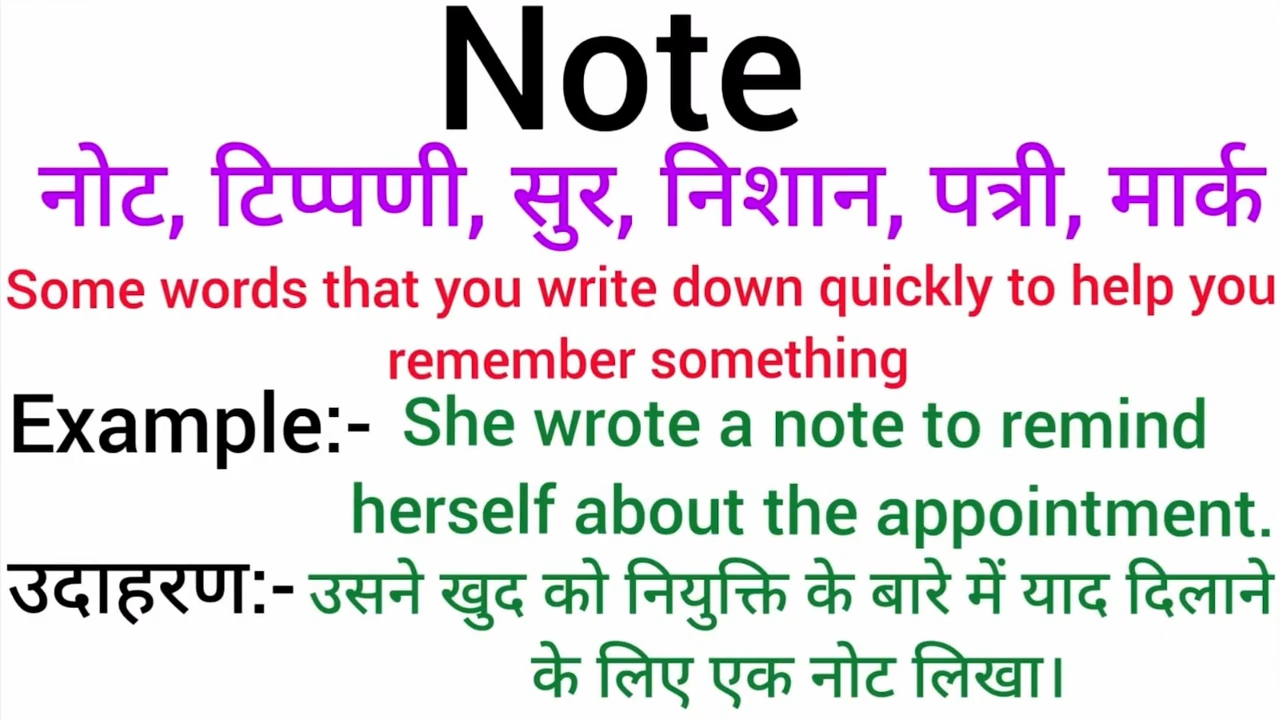 Note
नोट, टिप्पणी, सुर, निशान, पत्री, मार्क
Some words that you write down quickly to help you
remember something
Example:- She wrote a note to remind
herself about the appointment.
उदाहरण:- उसने खुद को नियुक्ति के बारे में याद दिलाने
के लिए एक नोट लिखा।